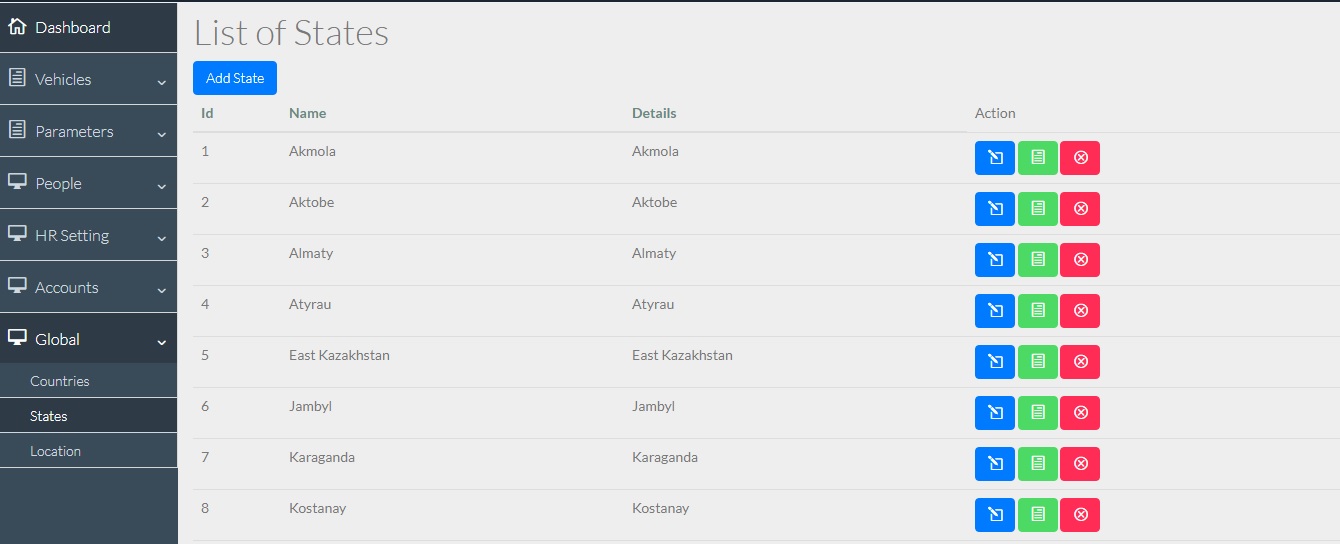 Dashboard
Vehicles
Parameters
People
HR Setting
Accounts
Global
Countries
States
Location
List of States
Add State
Id Name Details Action
1 Akmola Akmola
2 Aktobe Aktobe
3 Almaty Almaty
4 Atyrau Atyrau
5 East Kazakhstan East Kazakhstan
6 Jambyl Jambyl
7 Karaganda Karaganda
8 Kostanay Kostanay